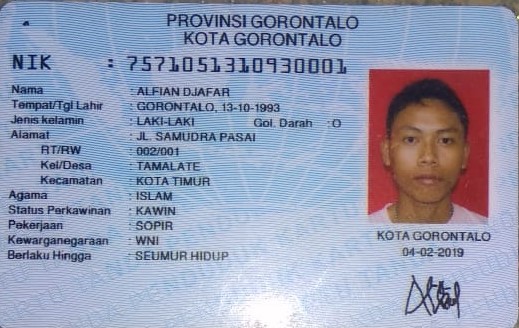 PROVINSI GORONTALO
KOTA GORONTALO
NIK : 7571051310930001
Nama : ALFIAN DJAFAR
Tempat/Tgl Lahir : GORONTALO, 13-10-1993
Jenis kelamin : LAKI-LAKI Gol. Darah : O
Alamat : JL. SAMUDRA PASAI
RT/RW : 002/001
Kel/Desa : TAMALATE
Kecamatan : KOTA TIMUR
Agama : ISLAM
Status Perkawinan : KAWIN
Pekerjaan : SOPIR
Kewarganegaraan : WNI
Berlaku Hingga : SEUMUR HIDUP
KOTA GORONTALO
04-02-2019